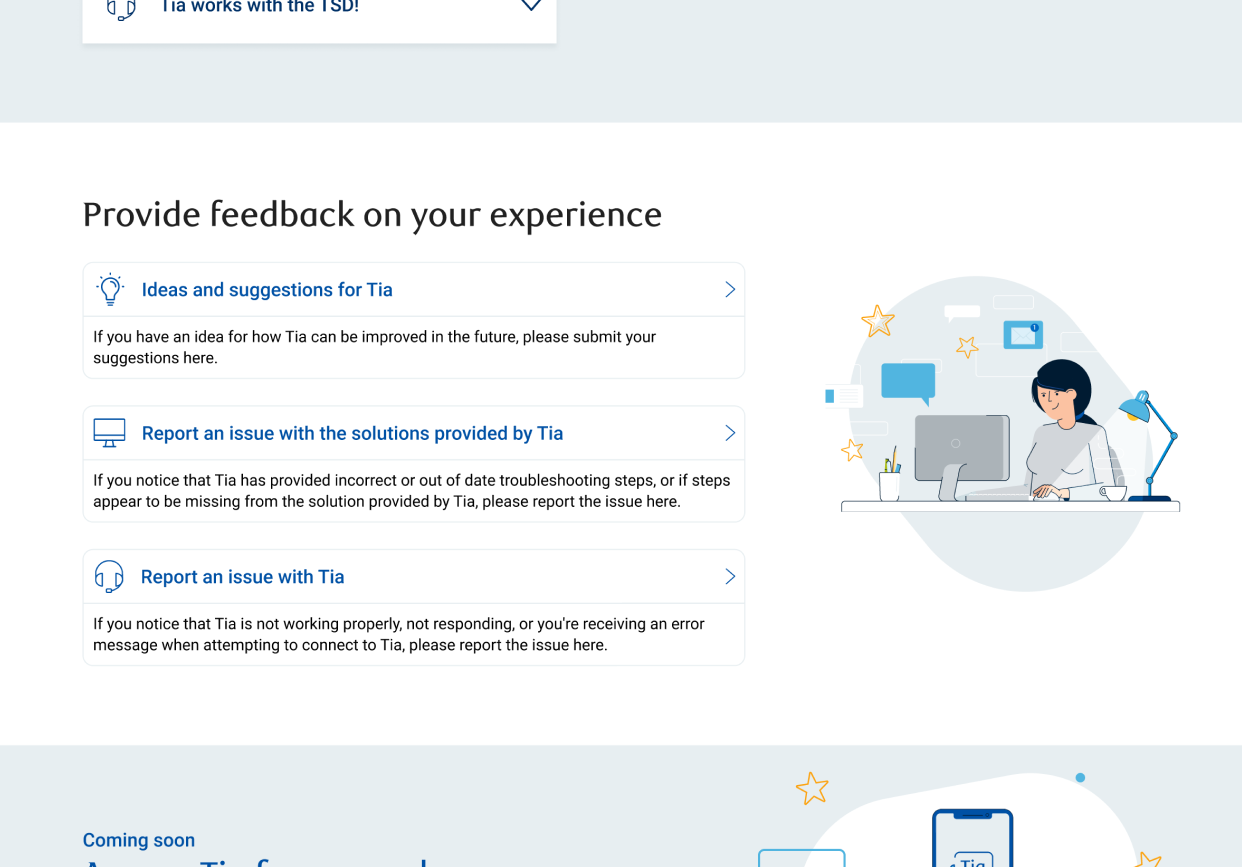 Tia works with the TSD!
Provide feedback on your experience
Ideas and suggestions for Tia
If you have an idea for how Tia can be improved in the future, please submit your
suggestions here.
Report an issue with the solutions provided by Tia
If you notice that Tia has provided incorrect or out of date troubleshooting steps, or if steps
appear to be missing from the solution provided by Tia, please report the issue here.
Report an issue with Tia
If you notice that Tia is not working properly, not responding, or you're receiving an error
message when attempting to connect to Tia, please report the issue here.
1
Coming soon
Tia